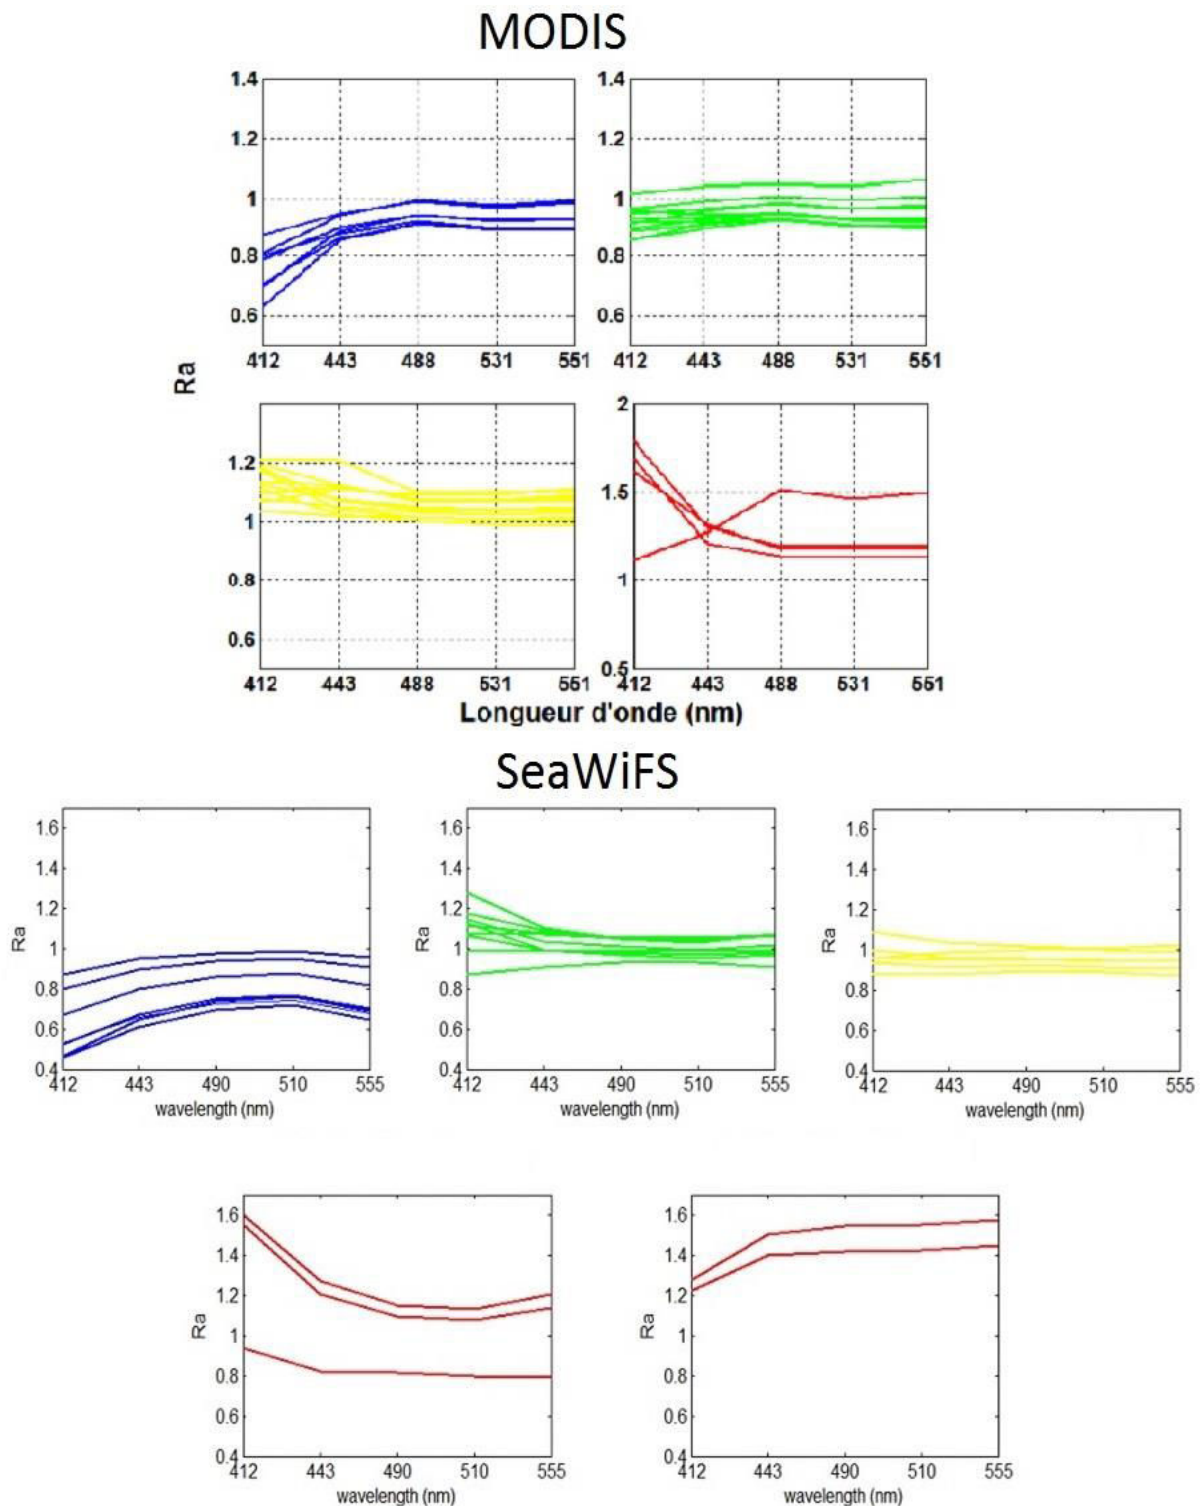 MODIS
1.4 1.4
1.2 1.2
1 1
0.8 0.8
0.6 0.6
412 443 488 531 551 412 443 488 531 551
Ra
1.2 2
1 1.5
0.8 1
0.6 0.5
412 443 488 531 551 412 443 488 531 551
Longueur d'onde (nm)
SeaWiFS
1.6 1.6 1.6
1.4 1.4 1.4
1.2 1.2 1.2
Ra 1 Ra 1 Ra 1
0.8 0.8 0.8
0.6 0.6 0.6
0.4 0.4 0.4
412 443 490 510 555 412 443 490 510 555 412 443 490 510 555
wavelength (nm) wavelength (nm) wavelength (nm)
1.6 1.6
1.4 1.4
1.2 1.2
Ra 1 Ra 1
0.8 0.8
0.6 0.6
0.4 0.4
412 443 490 510 555 412 443 490 510 555
wavelength (nm) wavelength (nm)